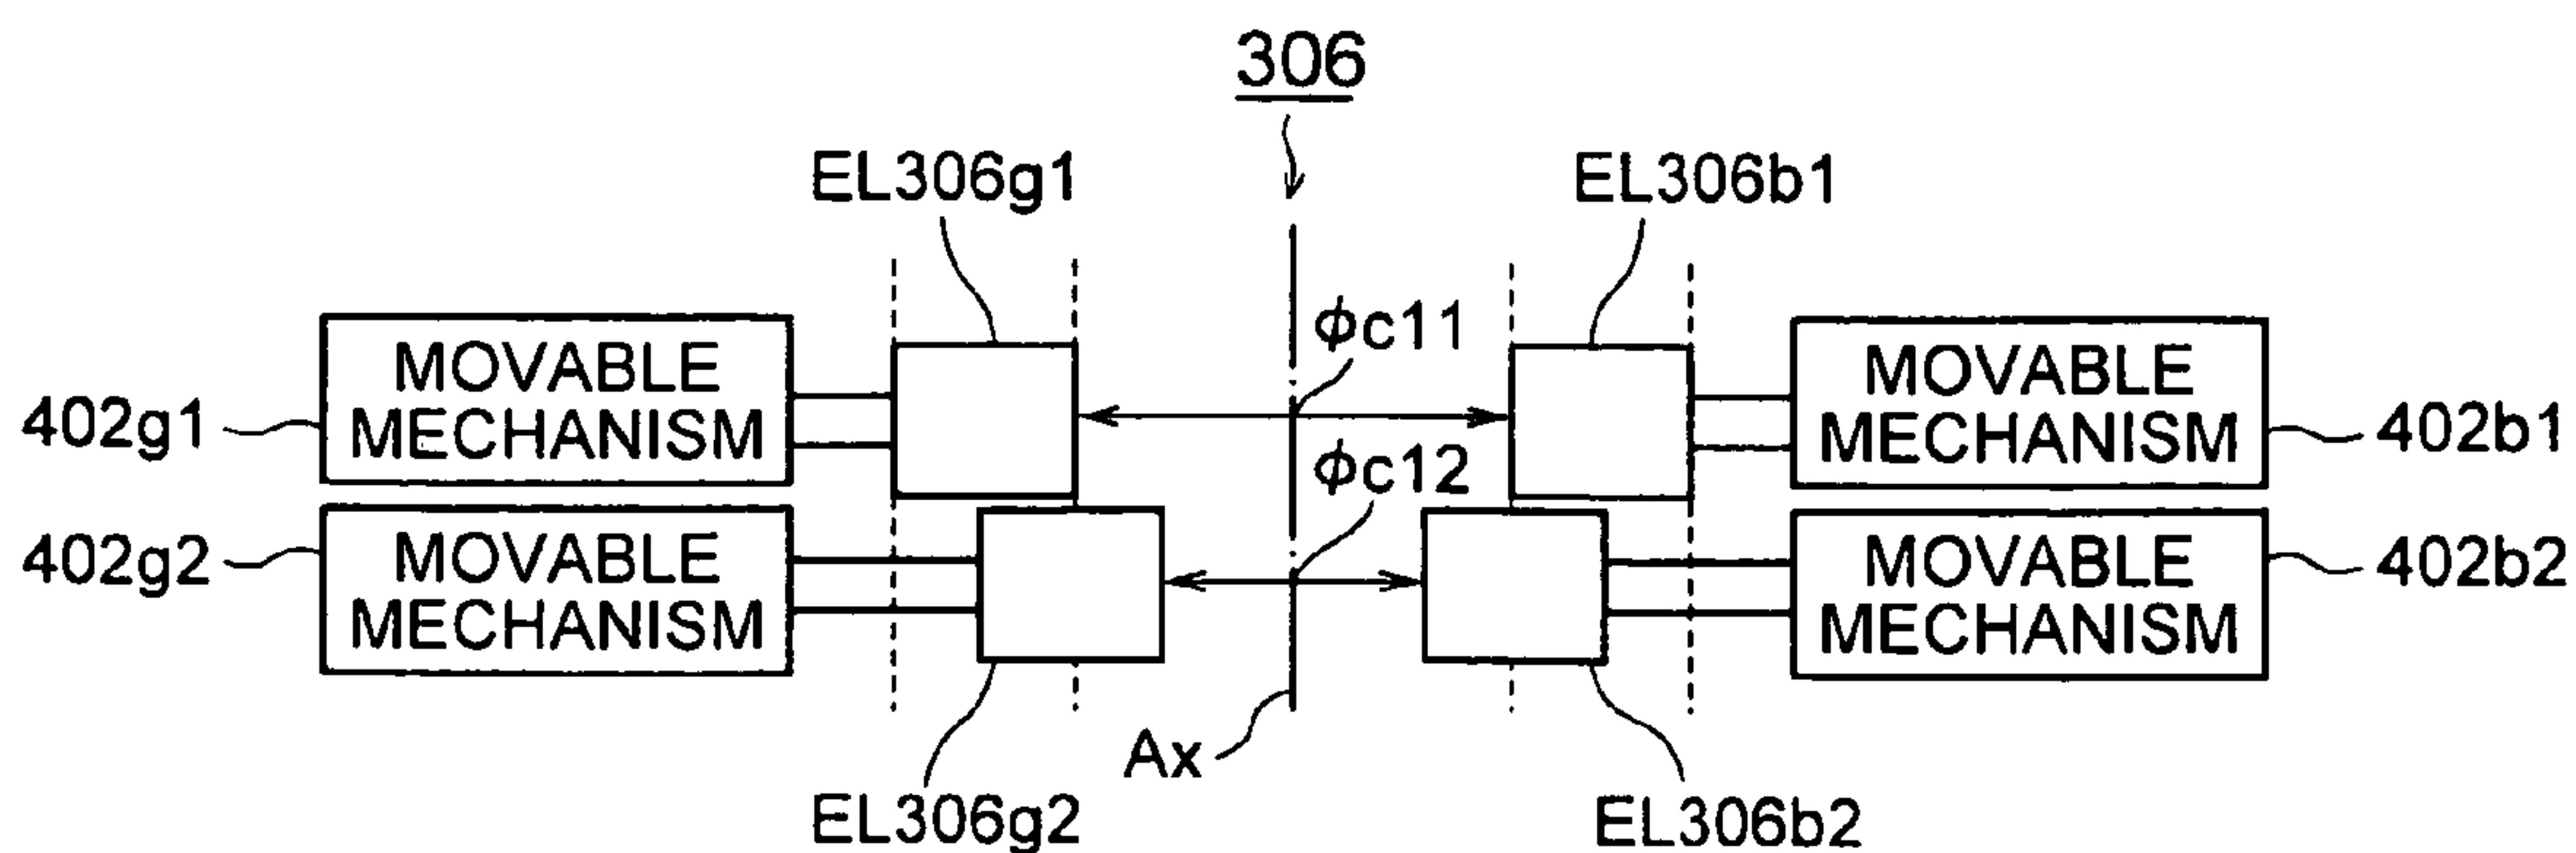 306
EL306g1
EL306b1
ϕc11
MOVABLE
MECHANISM
MOVABLE
MECHANISM
402g1
402b1
ϕc12
402g2
MOVABLE
MECHANISM
MOVABLE
MECHANISM
402b2
Ax
EL306g2
EL306b2